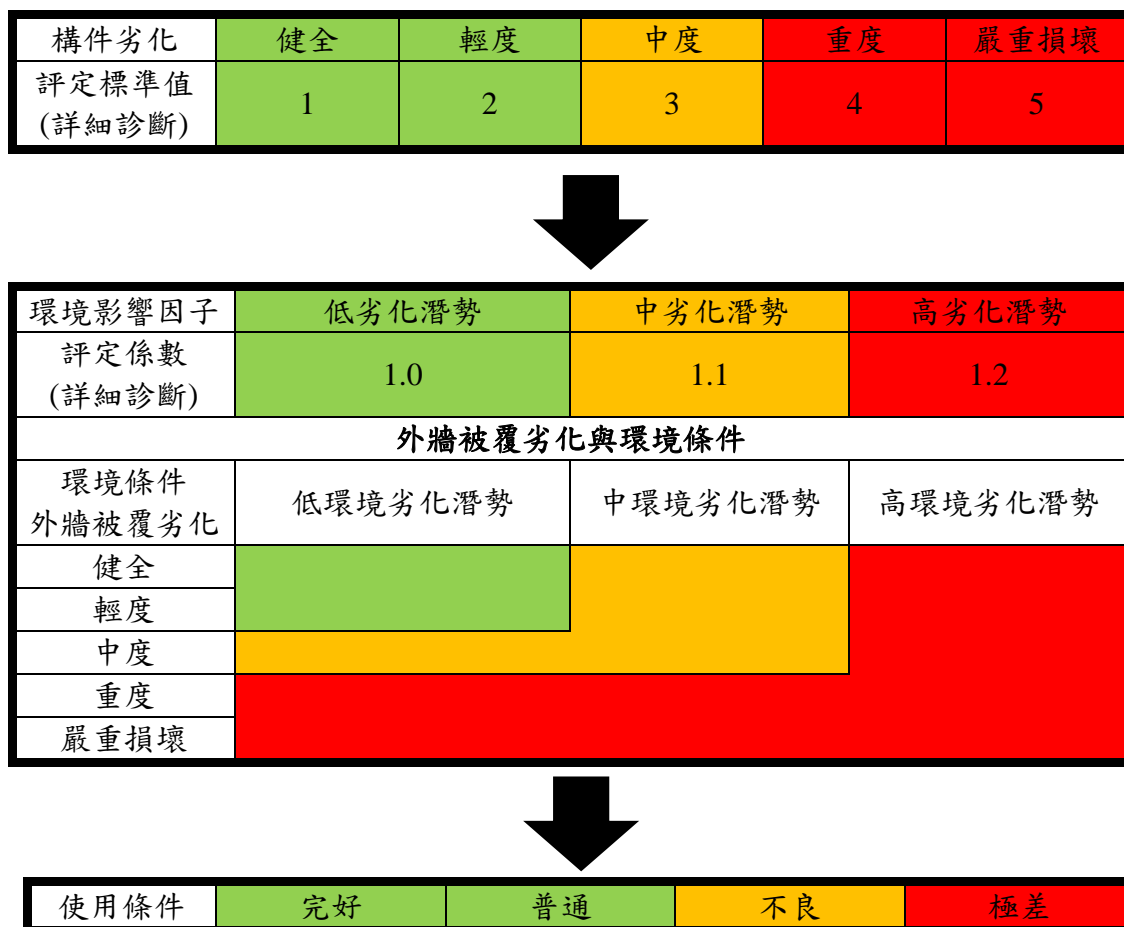 構件劣化 健全 輕度 中度 重度 嚴重損壞
評定標準值
(詳細診斷) 1 2 3 4 5
環境影響因子 低劣化潛勢 中劣化潛勢 高劣化潛勢
評定係數
(詳細診斷) 1.0 1.1 1.2
外牆被覆劣化與環境條件
環境條件
外牆被覆劣化 低環境劣化潛勢 中環境劣化潛勢 高環境劣化潛勢
健全
輕度
中度
重度
嚴重損壞
使用條件 完好 普通 不良 極差